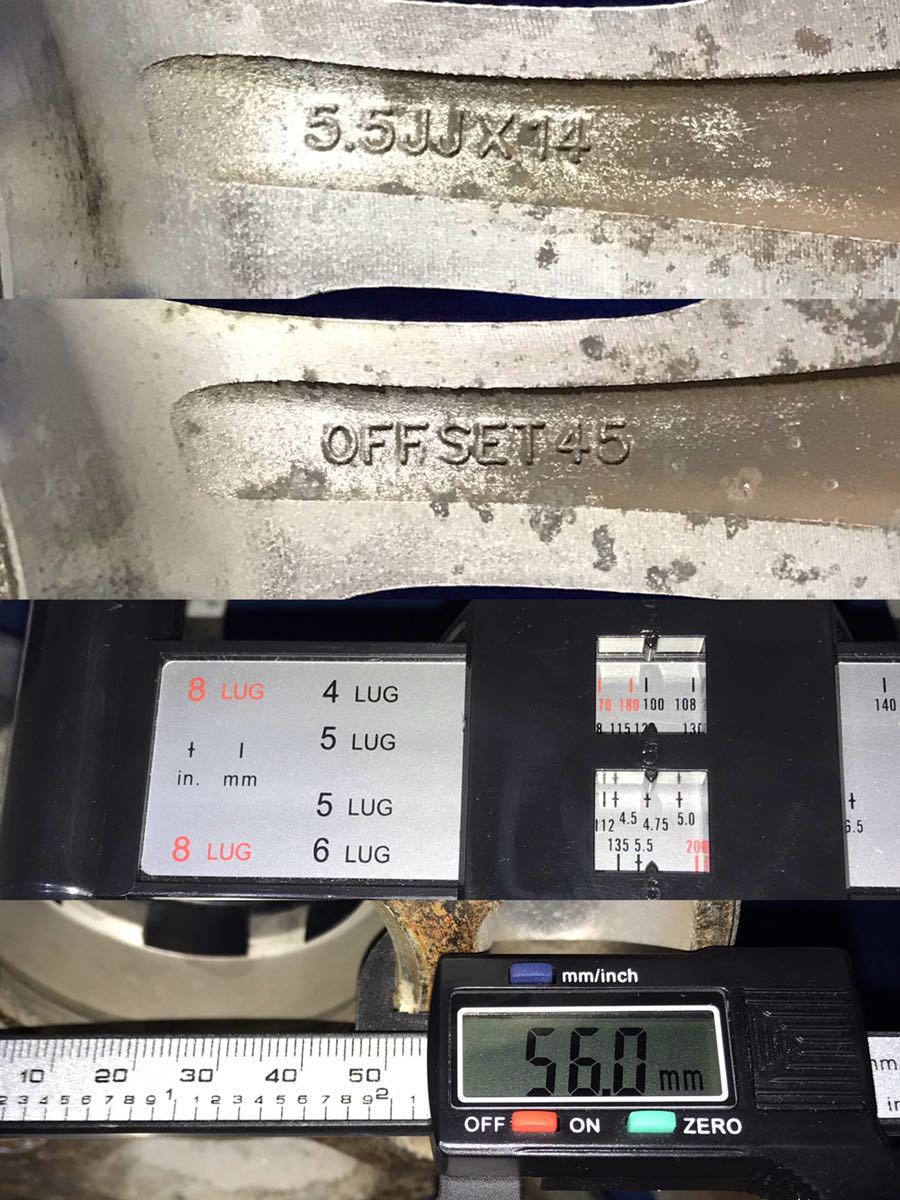 5.5JJX14
OFFSET45
8 LUG 4 LUG
5 LUG
in. mm
5 LUG
8 LUG 6 LUG
180 100 108
115
140
4.5 4.75 5.0
135 5.5
mm/inch
56.0 mm
OFF ON ZERO
10 20 30 40 50